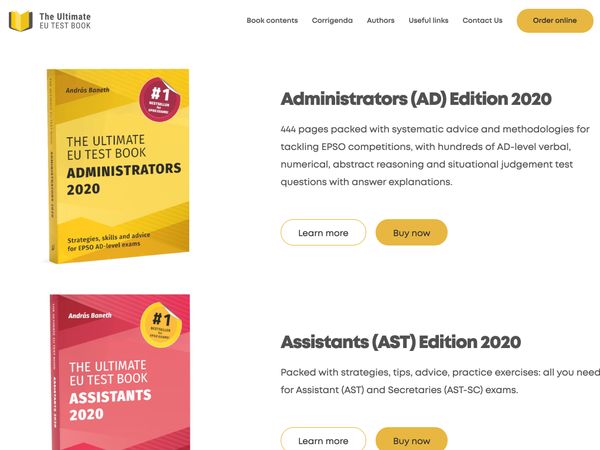 The Ultimate
EU TEST BOOK
Book contents Corrigenda Authors Useful links Contact Us Order online
András Baneth
#1
BESTSELLER
THE ULTIMATE
EU TEST BOOK
ADMINISTRATORS
2020
Strategies, skills and advice
for EPSO AD-level exams
ADMINISTRATORS 2020
Administrators (AD) Edition 2020
444 pages packed with systematic advice and methodologies for
tackling EPSO competitions, with hundreds of AD-level verbal,
numerical, abstract reasoning and situational judgement test
questions with answer explanations.
Learn more Buy now
András Baneth
#1
BESTSELLER
THE ULTIMATE
EU TEST BOOK
ASSISTANTS
2020
ASSISTANTS 2020
Assistants (AST) Edition 2020
Packed with strategies, tips, advice, practice exercises: all you need
for Assistant (AST) and Secretaries (AST-SC) exams.
Learn more Buy now